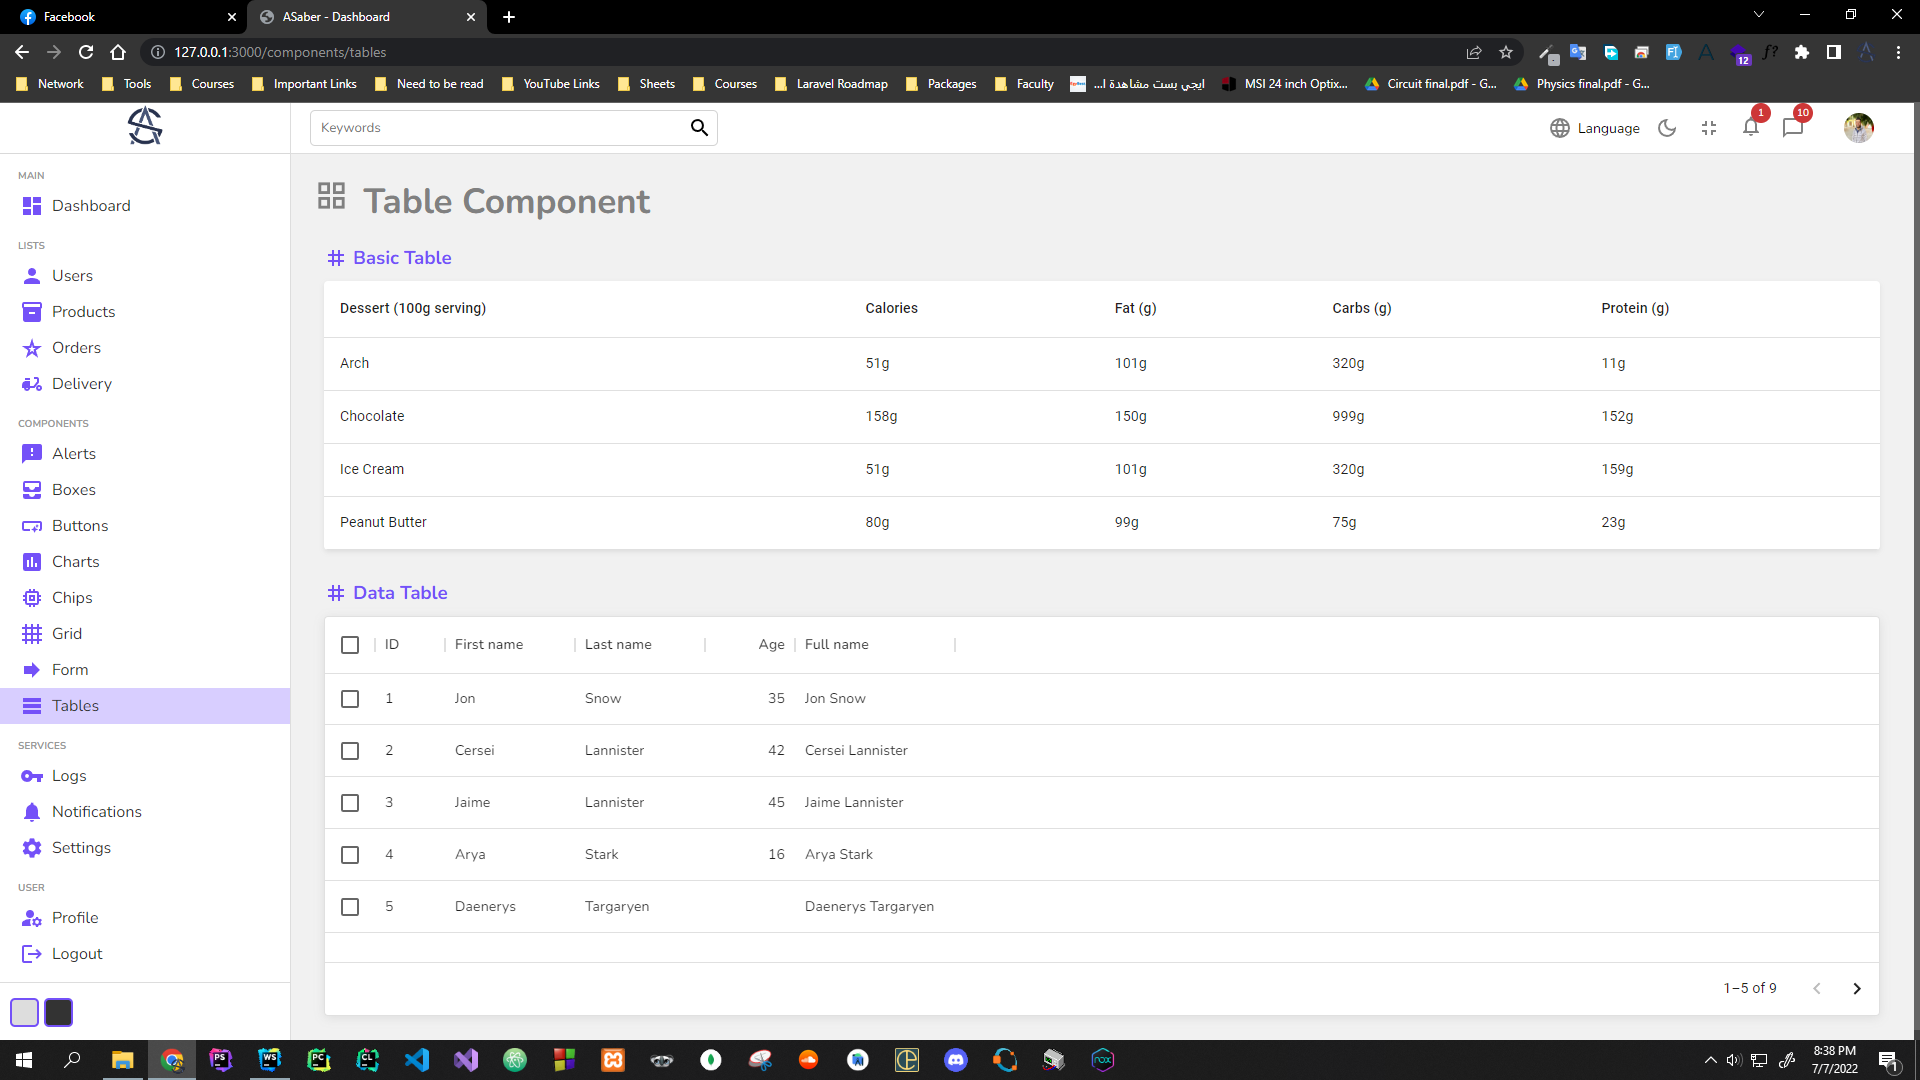 Facebook
ASaber - Dashboard
127.0.0.1:3000/components/tables
12
Network
Tools
Courses
Important Links
Need to be read
YouTube Links
Sheets
Courses
Laravel Roadmap
Packages
Faculty
ايجي بست مشاهدة ا...
MSI 24 inch Optix...
Circuit final.pdf - G...
Physics final.pdf - G...
Keywords
Language
1
10
MAIN
Dashboard
LISTS
Users
Products
Orders
Delivery
COMPONENTS
Alerts
Boxes
Buttons
Charts
Chips
Grid
Form
Tables
SERVICES
Logs
Notifications
Settings
USER
Profile
Logout
Table Component
# Basic Table
Dessert (100g serving) Calories Fat (g) Carbs (g) Protein (g)
Arch 51g 101g 320g 11g
Chocolate 158g 150g 999g 152g
Ice Cream 51g 101g 320g 159g
Peanut Butter 80g 99g 75g 23g
# Data Table
ID First name Last name Age Full name
1 Jon Snow 35 Jon Snow
2 Cersei Lannister 42 Cersei Lannister
3 Jaime Lannister 45 Jaime Lannister
4 Arya Stark 16 Arya Stark
5 Daenerys Targaryen Daenerys Targaryen
1–5 of 9
PS
WS
PC
CL
nox
8:38 PM
7/7/2022
1